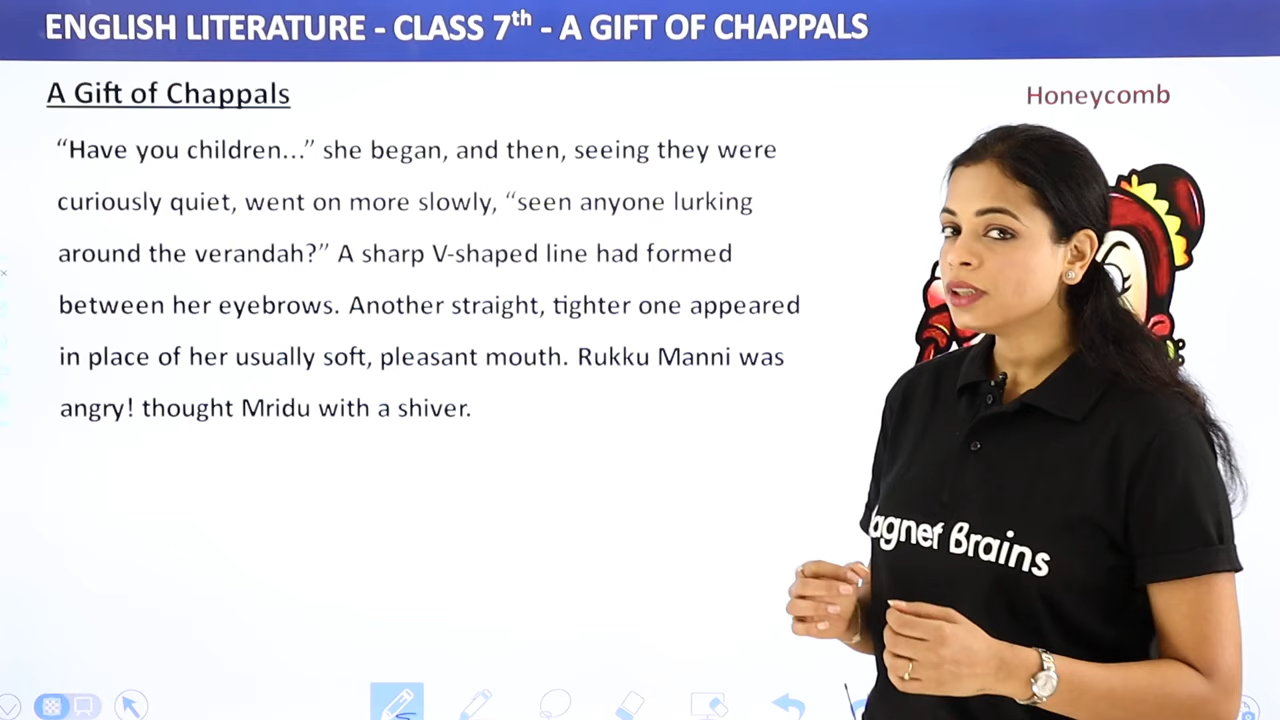 ENGLISH LITERATURE - CLASS 7th - A GIFT OF CHAPPALS
A Gift of Chappals
Honeycomb
“Have you children...” she began, and then, seeing they were
curiously quiet, went on more slowly, “seen anyone lurking
around the verandah?” A sharp V-shaped line had formed
between her eyebrows. Another straight, tighter one appeared
in place of her usually soft, pleasant mouth. Rukku Manni was
angry! thought Mridu with a shiver.
agnet Brains